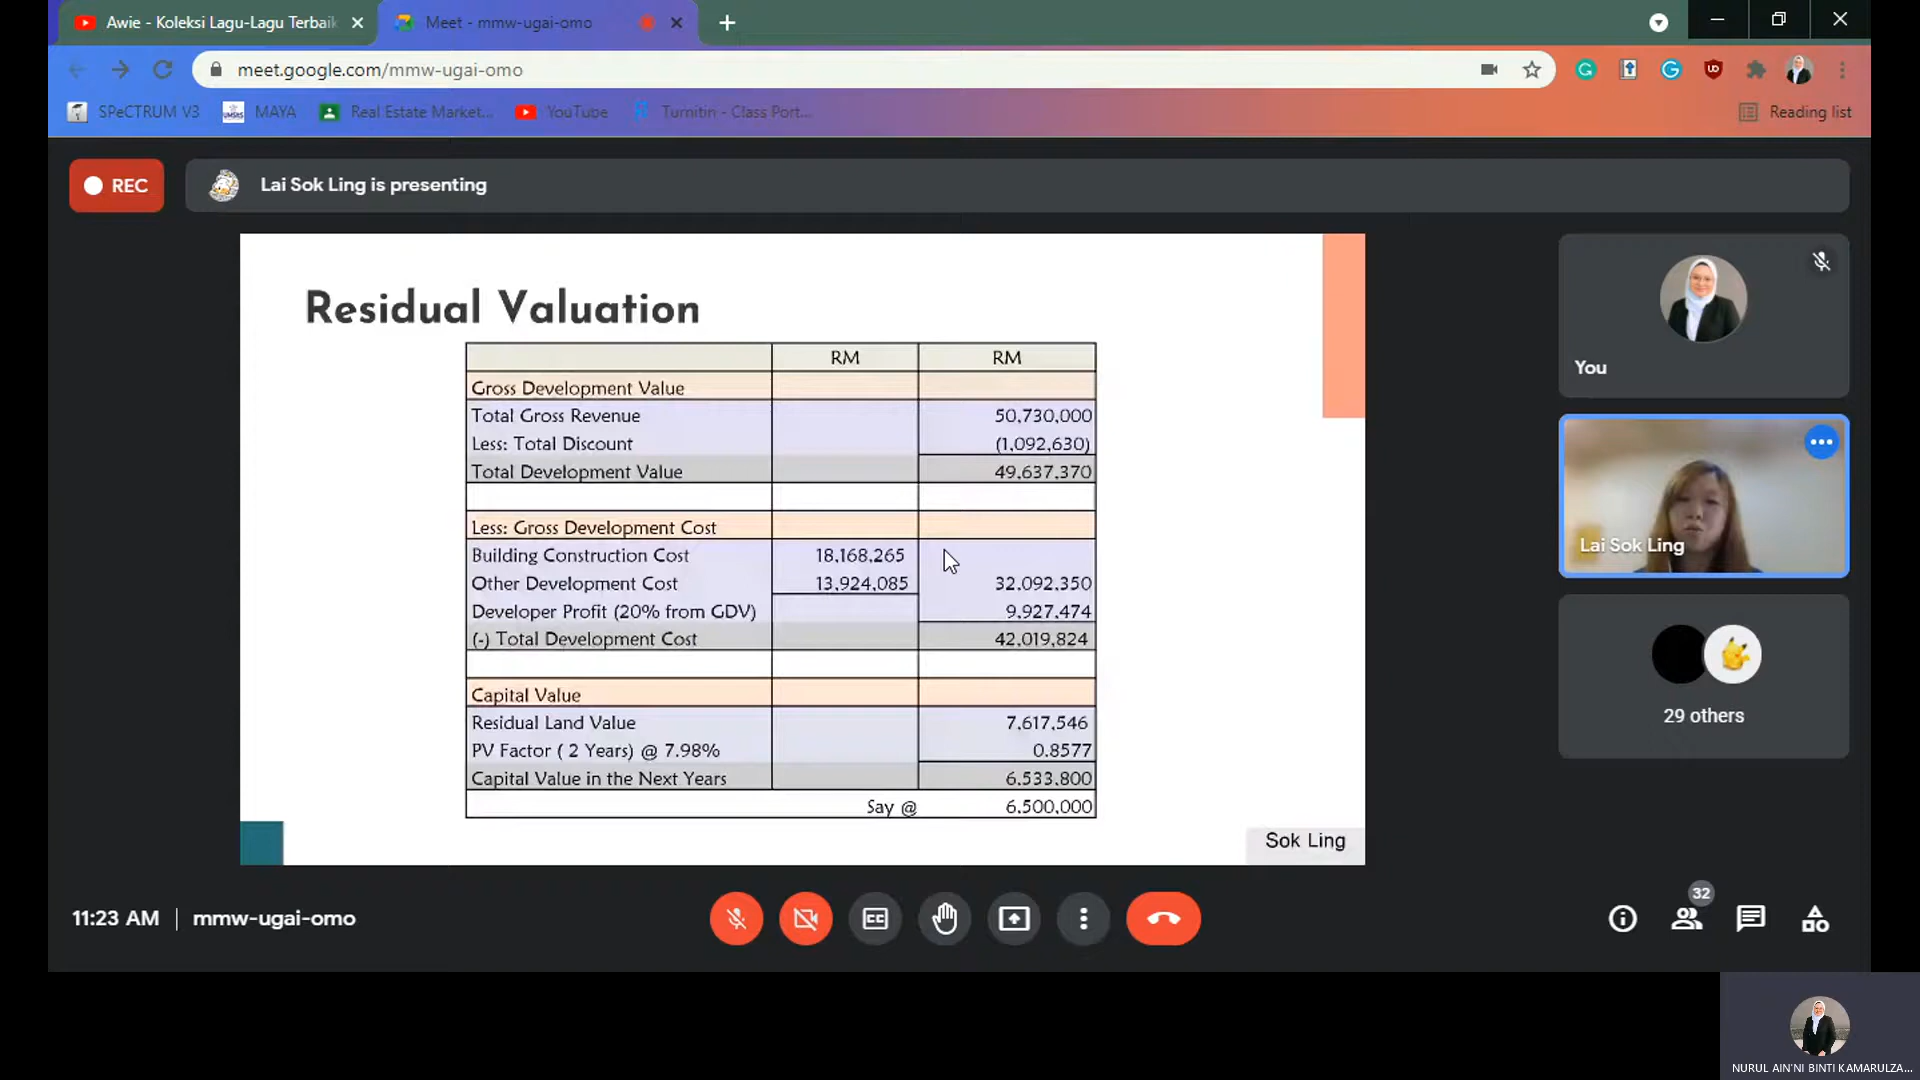 Awie - Koleksi Lagu-Lagu Terbaik
Meet - mmw-ugai-omo
meet.google.com/mmw-ugai-omo
SPeCTRUM V3
MAYA
Real Estate Market...
YouTube
Turnitin - Class Port...
Reading list
REC
Lai Sok Ling is presenting
Residual Valuation
RM RM
Gross Development Value
Total Gross Revenue 50,730,000
Less: Total Discount (1,092,630)
Total Development Value 49,637,370
Less: Gross Development Cost
Building Construction Cost 18,168,265
Other Development Cost 13,924,085 32,092,350
Developer Profit (20% from GDV) 9,927,474
(-) Total Development Cost 42,019,824
Capital Value
Residual Land Value 7,617,546
PV Factor ( 2 Years) @ 7.98% 0.8577
Capital Value in the Next Years 6,533,800
Say @ 6,500,000
Sok Ling
You
Lai Sok Ling
29 others
11:23 AM | mmw-ugai-omo
32
NURUL AIN'NI BINTI KAMARULZA...